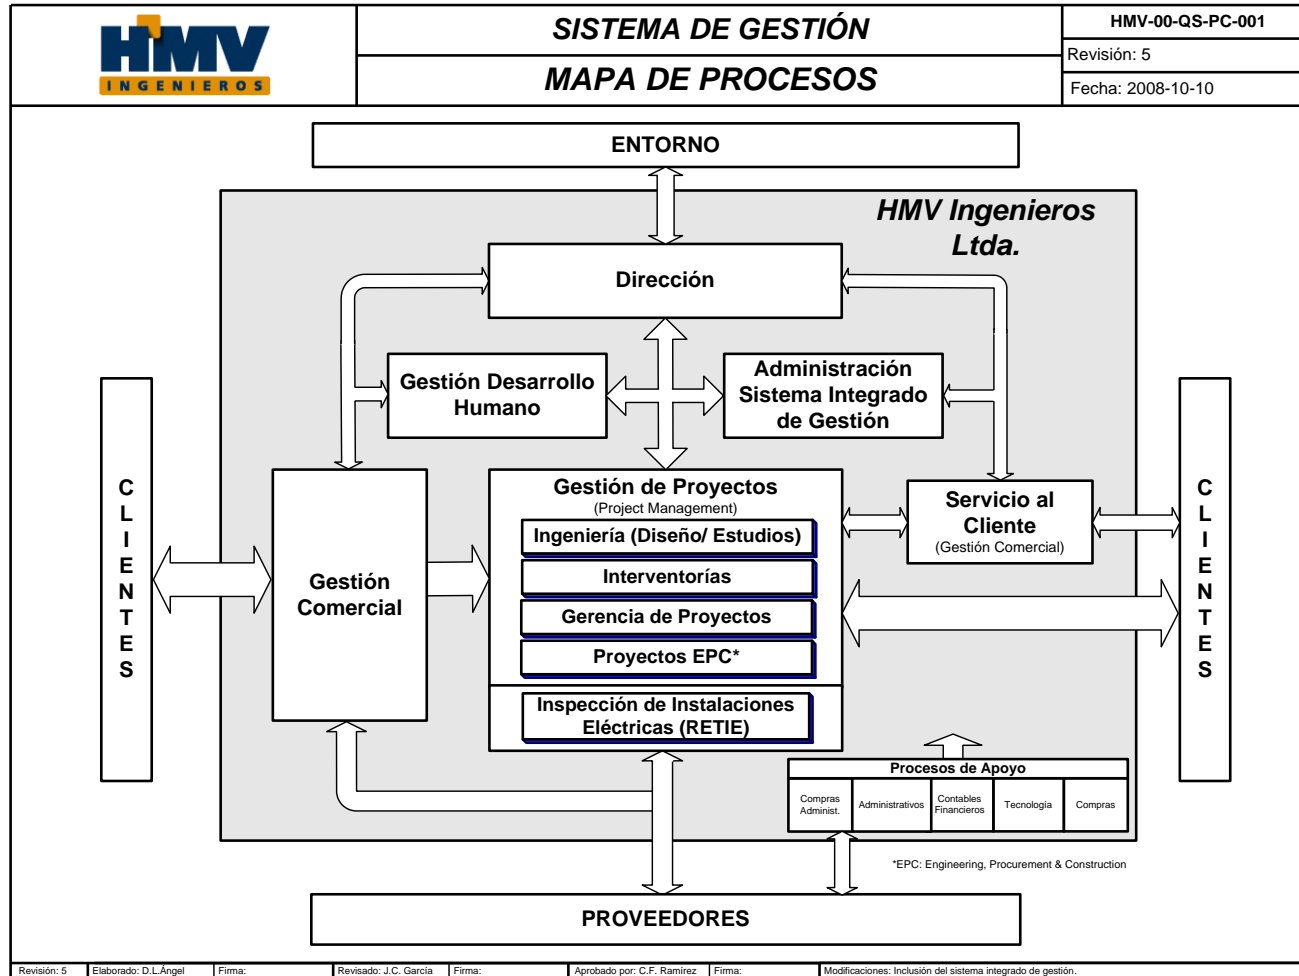 HMV
INGENIEROS
SISTEMA DE GESTIÓN
MAPA DE PROCESOS
HMV-00-QS-PC-001
Revisión: 5
Fecha: 2008-10-10
ENTORNO
HMV Ingenieros
Ltda.
Dirección
Gestión Desarrollo
Humano
Administración
Sistema Integrado
de Gestión
CLIENTES
Gestión
Comercial
Gestión de Proyectos
(Project Management)
Ingeniería (Diseño/ Estudios)
Interventorías
Gerencia de Proyectos
Proyectos EPC*
Inspección de Instalaciones
Eléctricas (RETIE)
Servicio al
Cliente
(Gestión Comercial)
CLIENTES
Procesos de Apoyo
Compras
Administ.
Administrativos
Contables
Financieros
Tecnología
Compras
*EPC: Engineering, Procurement & Construction
PROVEEDORES
Revisión: 5 Elaborado: D.L.Ángel Firma: Revisado: J.C. García Firma: Aprobado por: C.F. Ramírez Firma: Modificaciones: Inclusión del sistema integrado de gestión.